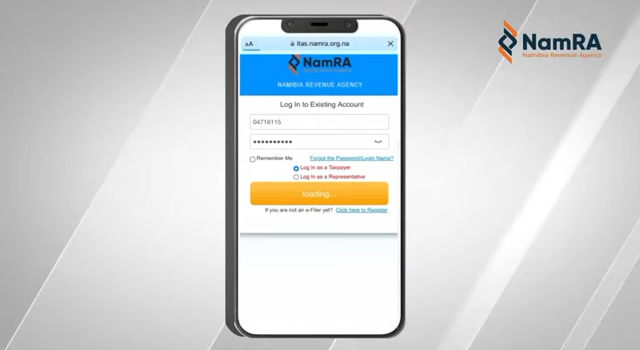 AA
itas.namra.org.na
NamRA
NAMIBIA REVENUE AGENCY
Log In to Existing Account
04716115
••••••••••
Remember Me
Forgot the Password/Login Name?
Log In as a Taxpayer
Log In as a Representative
loading...
If you are not an e-Filer yet? Click here to Register
NamRA
Namibia Revenue Agency